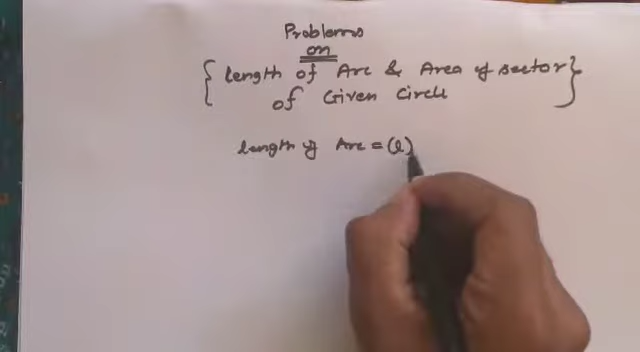 Problems
on
{ length of Arc & Area of sector }
of Given Circle
length of Arc = (l)